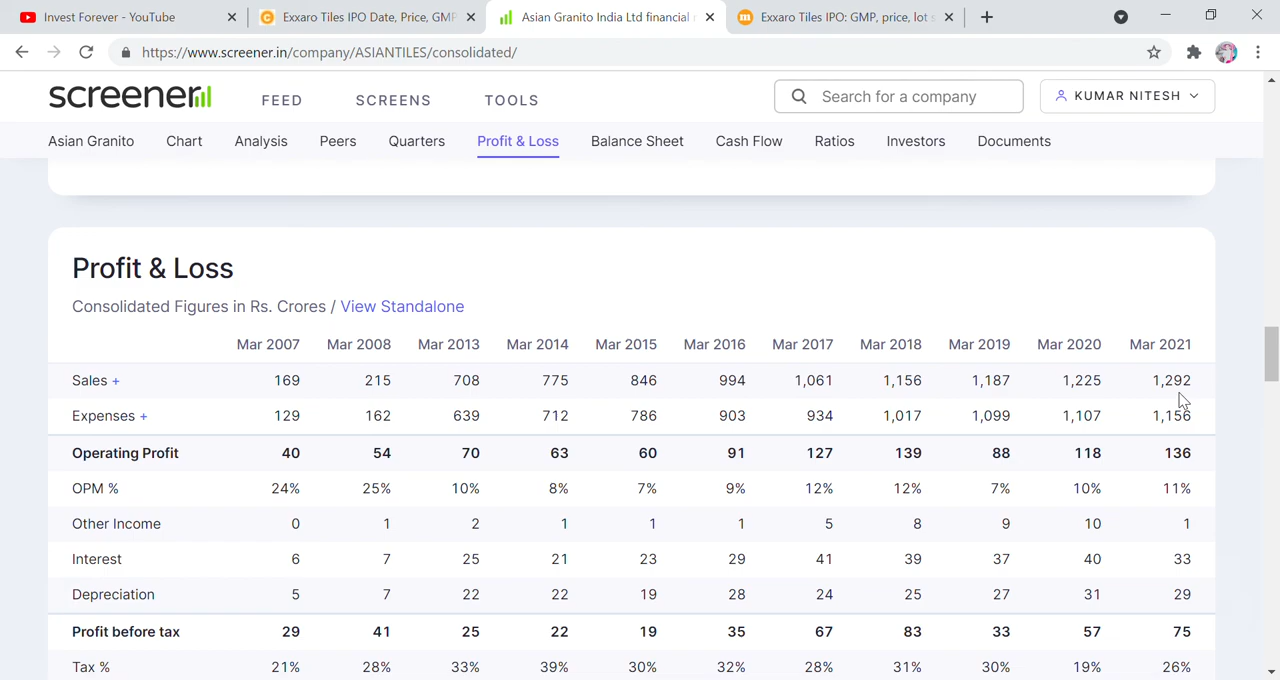 Invest Forever - YouTube
Exxaro Tiles IPO Date, Price, GMP
Asian Granito India Ltd financial
Exxaro Tiles IPO: GMP, price, lot s
https://www.screener.in/company/ASIANTILES/consolidated/
screener
FEED SCREENS TOOLS
Search for a company
KUMAR NITESH
Asian Granito Chart Analysis Peers Quarters Profit & Loss Balance Sheet Cash Flow Ratios Investors Documents
Profit & Loss
Consolidated Figures in Rs. Crores / View Standalone
Mar 2007 Mar 2008 Mar 2013 Mar 2014 Mar 2015 Mar 2016 Mar 2017 Mar 2018 Mar 2019 Mar 2020 Mar 2021
Sales + 169 215 708 775 846 994 1,061 1,156 1,187 1,225 1,292
Expenses + 129 162 639 712 786 903 934 1,017 1,099 1,107 1,156
Operating Profit 40 54 70 63 60 91 127 139 88 118 136
OPM % 24% 25% 10% 8% 7% 9% 12% 12% 7% 10% 11%
Other Income 0 1 2 1 1 1 5 8 9 10 1
Interest 6 7 25 21 23 29 41 39 37 40 33
Depreciation 5 7 22 22 19 28 24 25 27 31 29
Profit before tax 29 41 25 22 19 35 67 83 33 57 75
Tax % 21% 28% 33% 39% 30% 32% 28% 31% 30% 19% 26%